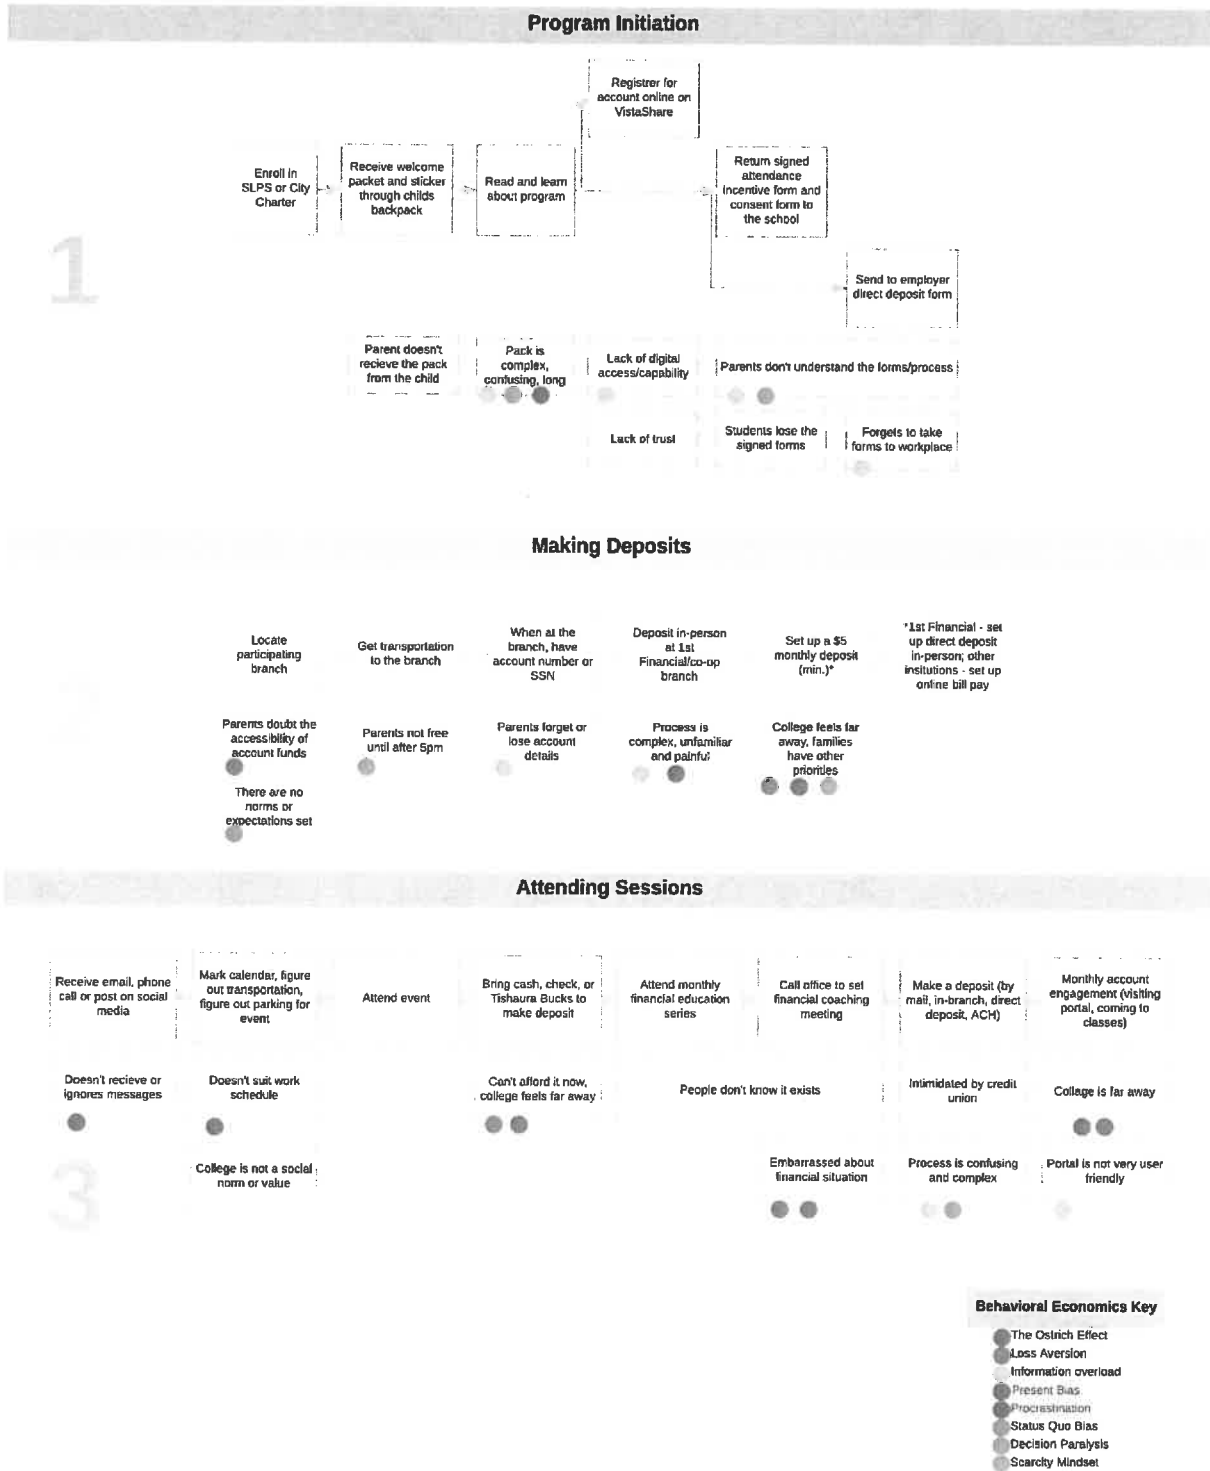 Program Initiation
Registrer for
account online on
VistaShare
Enroll in
SLPS or City
Charter
Receive welcome
packet and sticker
through childs
backpack
Read and learn
about program
Return signed
attendance
incentive form and
consent form to
the school
1
Send to employer
direct deposit form
Parent doesn't
recieve the pack
from the child
Pack is
complex,
confusing, long
Lack of digital
access/capability
Parents don't understand the forms/process
Lack of trust
Students lose the
signed forms
Forgets to take
forms to workplace
Making Deposits
Locate
participating
branch
Get transportation
to the branch
When at the
branch, have
account number or
SSN
Deposit in-person
at 1st
Financial/co-op
branch
Set up a $5
monthly deposit
(min.)*
*1st Financial - set
up direct deposit
in-person; other
insitutions - set up
online bill pay
Parents doubt the
accessibility of
account funds
Parents not free
until after 5pm
Parents forget or
lose account
details
Process is
complex, unfamiliar
and painful
College feels far
away, families
have other
priorities
There are no
norms or
expectations set
Attending Sessions
Receive email, phone
call or post on social
media
Mark calendar, figure
out transportation,
figure out parking for
event
Attend event
Bring cash, check, or
Tishaura Bucks to
make deposit
Attend monthly
financial education
series
Call office to set
financial coaching
meeting
Make a deposit (by
mail, in-branch, direct
deposit, ACH)
Monthly account
engagement (visiting
portal, coming to
classes)
Doesn't recieve or
ignores messages
Doesn't suit work
schedule
Can't afford it now,
college feels far away
People don't know it exists
Intimidated by credit
union
Collage is far away
3
College is not a social
norm or value
Embarrassed about
financial situation
Process is confusing
and complex
Portal is not very user
friendly
Behavioral Economics Key
The Ostrich Effect
Loss Aversion
Information overload
Present Bias
Procrastination
Status Quo Bias
Decision Paralysis
Scarcity Mindset